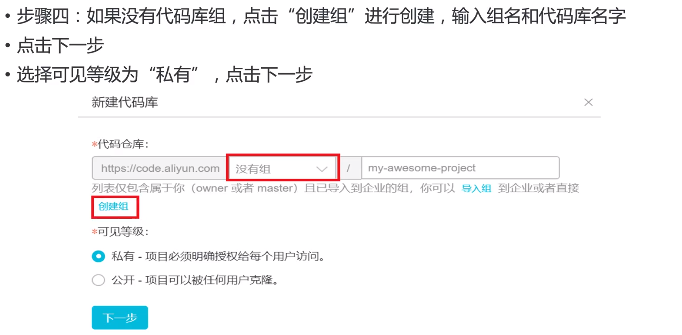 • 步骤四：如果没有代码库组，点击“创建组”进行创建，输入组名和代码库名字
• 点击下一步
• 选择可见等级为“私有”，点击下一步
新建代码库 ×
*代码仓库：
https://code.aliyun.com 没有组 / my-awesome-project
列表仅包含属于你（owner 或者 master）且已导入到企业的组，你可以 导入组 到企业或者直接
创建组
*可见等级：
私有 - 项目必须明确授权给每个用户访问。
公开 - 项目可以被任何用户克隆。
下一步